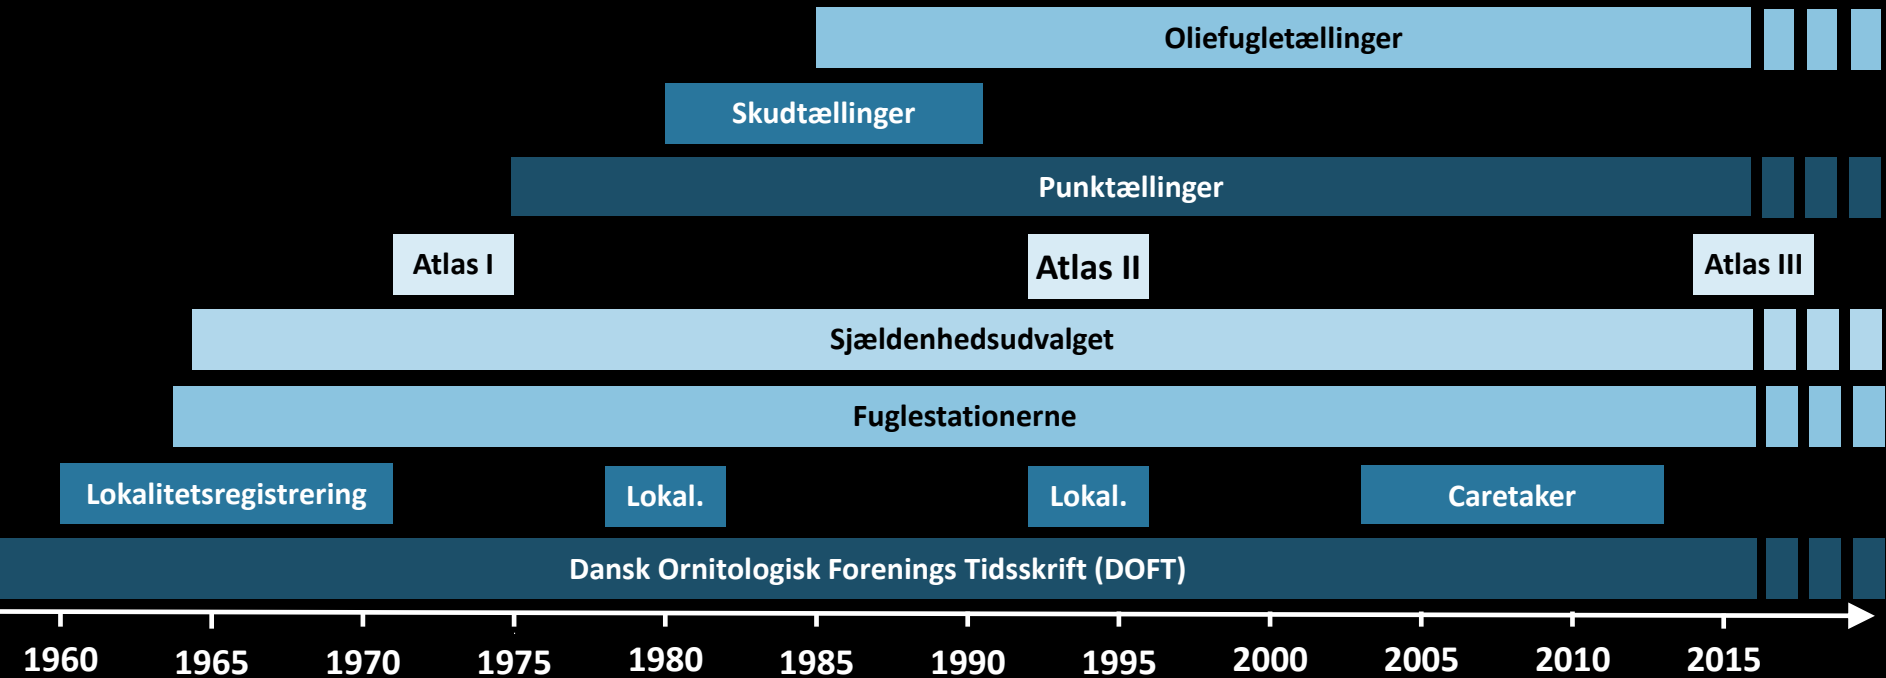 Oliefugletællinger
Skudtællinger
Punktællinger
Atlas I
Atlas II
Atlas III
Sjældenhedsudvalget
Fuglestationerne
Lokalitetsregistrering
Lokal.
Lokal.
Caretaker
Dansk Ornitologisk Forenings Tidsskrift (DOFT)
1960 1965 1970 1975 1980 1985 1990 1995 2000 2005 2010 2015